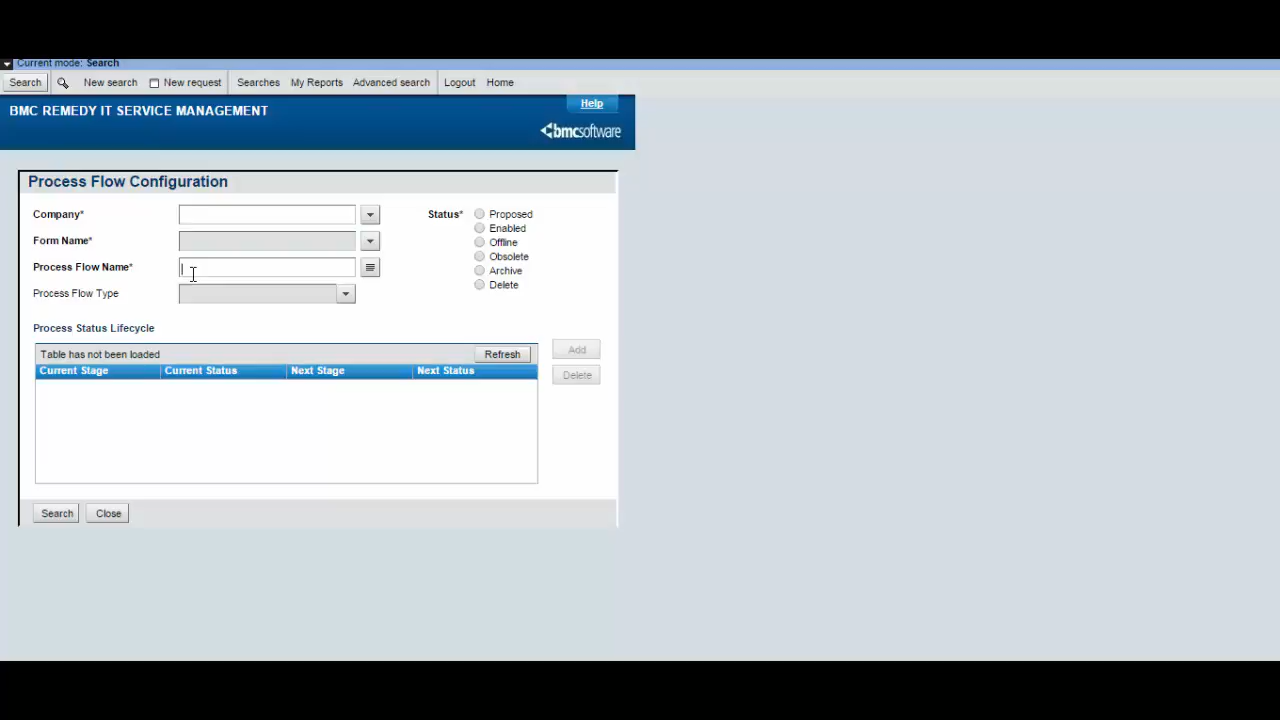 Current mode: Search
Search New search New request Searches My Reports Advanced search Logout Home
BMC REMEDY IT SERVICE MANAGEMENT
Help
bmcsoftware
Process Flow Configuration
Company*
Status*
Proposed
Form Name*
Enabled
Offline
Process Flow Name*
Obsolete
Archive
Process Flow Type
Delete
Process Status Lifecycle
Table has not been loaded
Refresh
Add
Current Stage Current Status Next Stage Next Status
Delete
Search Close